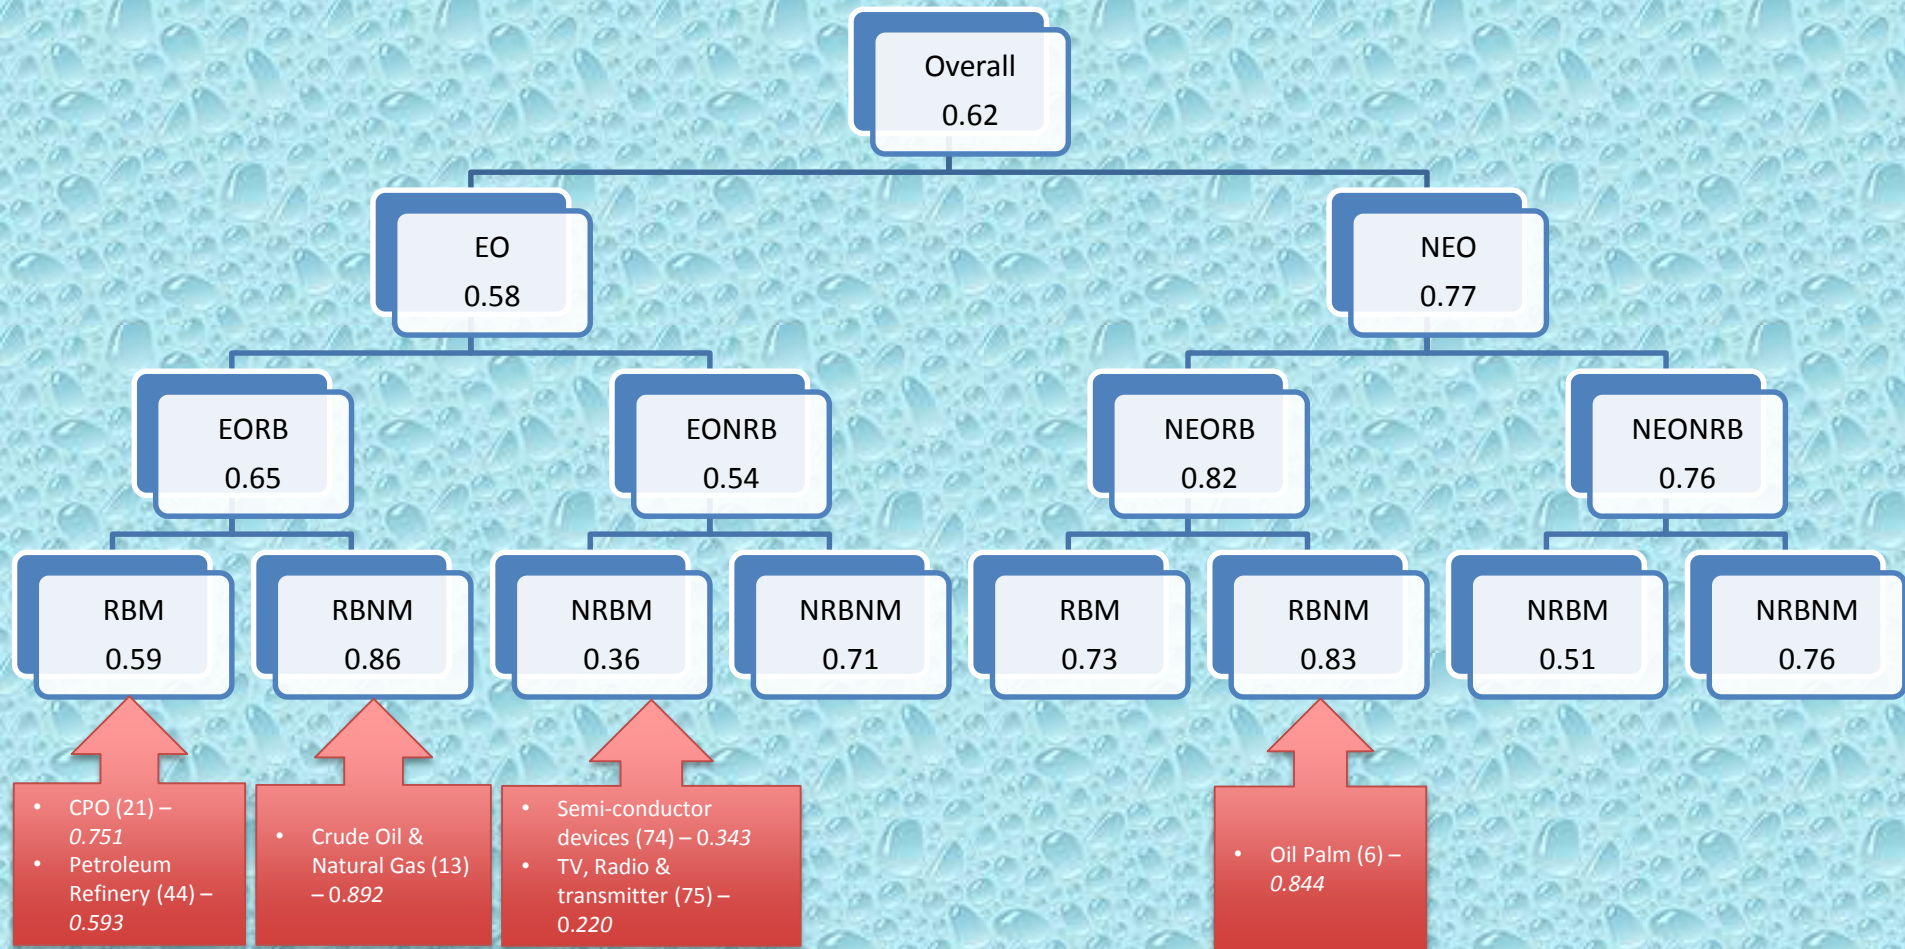 Overall
0.62
EO
0.58
NEO
0.77
EORB
0.65
EONRB
0.54
NEORB
0.82
NEONRB
0.76
RBM
0.59
RBNM
0.86
NRBM
0.36
NRBNM
0.71
RBM
0.73
RBNM
0.83
NRBM
0.51
NRBNM
0.76
• CPO (21) –
0.751
• Petroleum
Refinery (44) –
0.593
• Crude Oil &
Natural Gas (13)
– 0.892
• Semi-conductor
devices (74) – 0.343
• TV, Radio &
transmitter (75) –
0.220
• Oil Palm (6) –
0.844